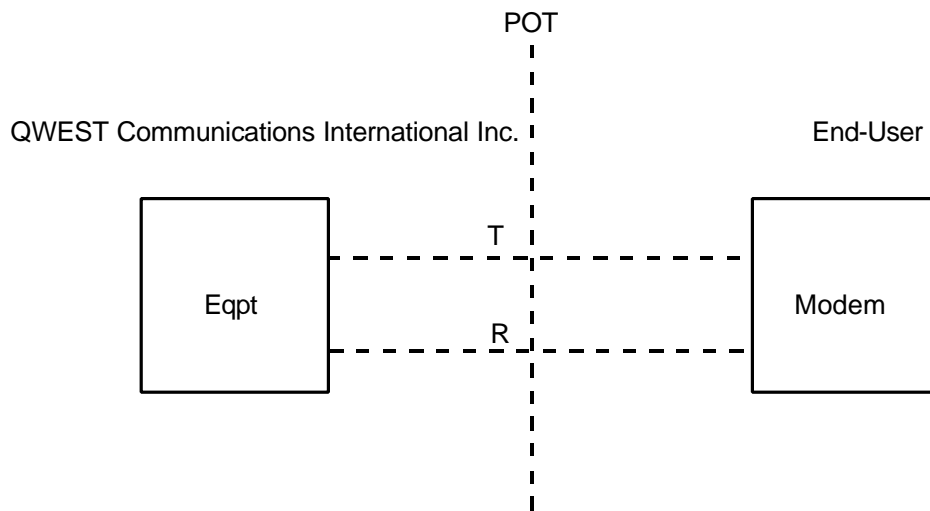 POT
QWEST Communications International Inc.
End-User
T
Eqpt
Modem
R